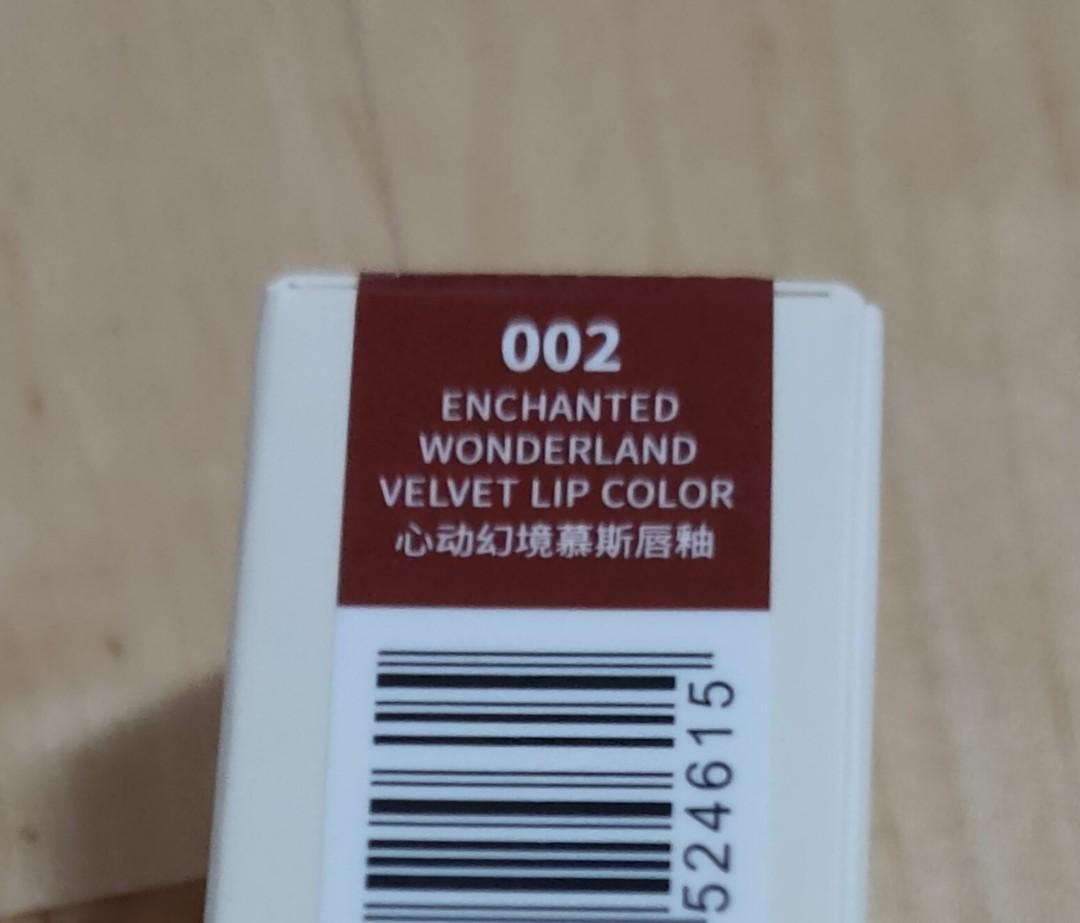 002
ENCHANTED
WONDERLAND
VELVET LIP COLOR
心动幻境慕斯唇釉
524615